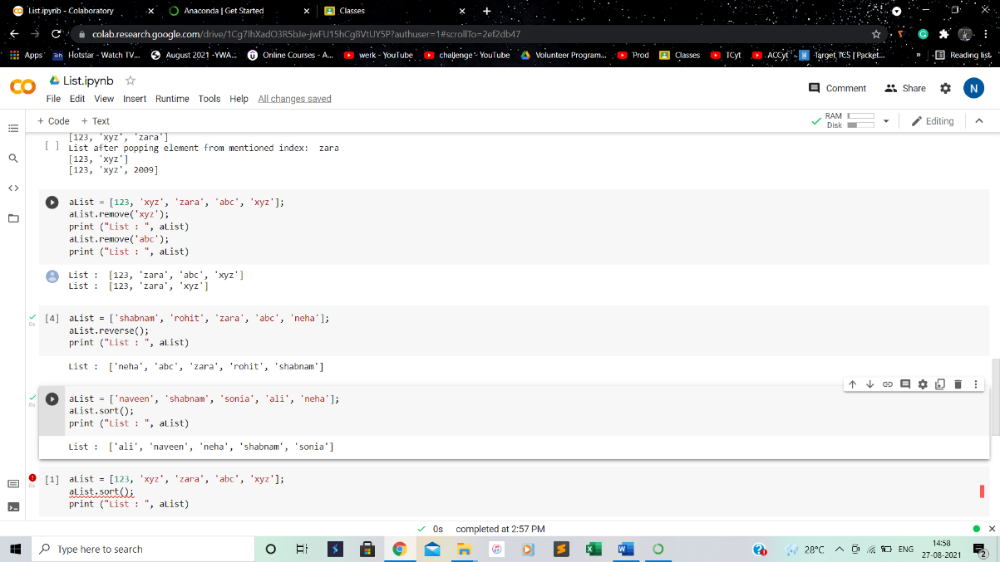 List.ipynb - Colaboratory
Anaconda | Get Started
Classes
colab.research.google.com/drive/1Cg7lhXadO3R5bJe-jwFU15hCgBVtUY5P?authuser=1#scrollTo=2ef2db47
Apps
Hotstar - Watch TV...
August 2021 -YWA...
Online Courses - A...
werk - YouTube
challenge - YouTube
Volunteer Program...
Prod
Classes
TCyt
ACCyt
Target TCS | Packet...
»
Reading list
List.ipynb
File Edit View Insert Runtime Tools Help All changes saved
Comment
Share
N
+ Code + Text
RAM
Disk
Editing
[123, 'xyz', 'zara']
[ ] List after popping element from mentioned index:  zara
[123, 'xyz']
[123, 'xyz', 2009]
aList = [123, 'xyz', 'zara', 'abc', 'xyz'];
aList.remove('xyz');
print ("List : ", aList)
aList.remove('abc');
print ("List : ", aList)
List :  [123, 'zara', 'abc', 'xyz']
List :  [123, 'zara', 'xyz']
0s
[4] aList = ['shabnam', 'rohit', 'zara', 'abc', 'neha'];
aList.reverse();
print ("List : ", aList)
List :  ['neha', 'abc', 'zara', 'rohit', 'shabnam']
0s
aList = ['naveen', 'shabnam', 'sonia', 'ali', 'neha'];
aList.sort();
print ("List : ", aList)
List :  ['ali', 'naveen', 'neha', 'shabnam', 'sonia']
0s
[1] aList = [123, 'xyz', 'zara', 'abc', 'xyz'];
aList.sort();
print ("List : ", aList)
0s completed at 2:57 PM
Type here to search
28°C
ENG
14:58
27-08-2021
2